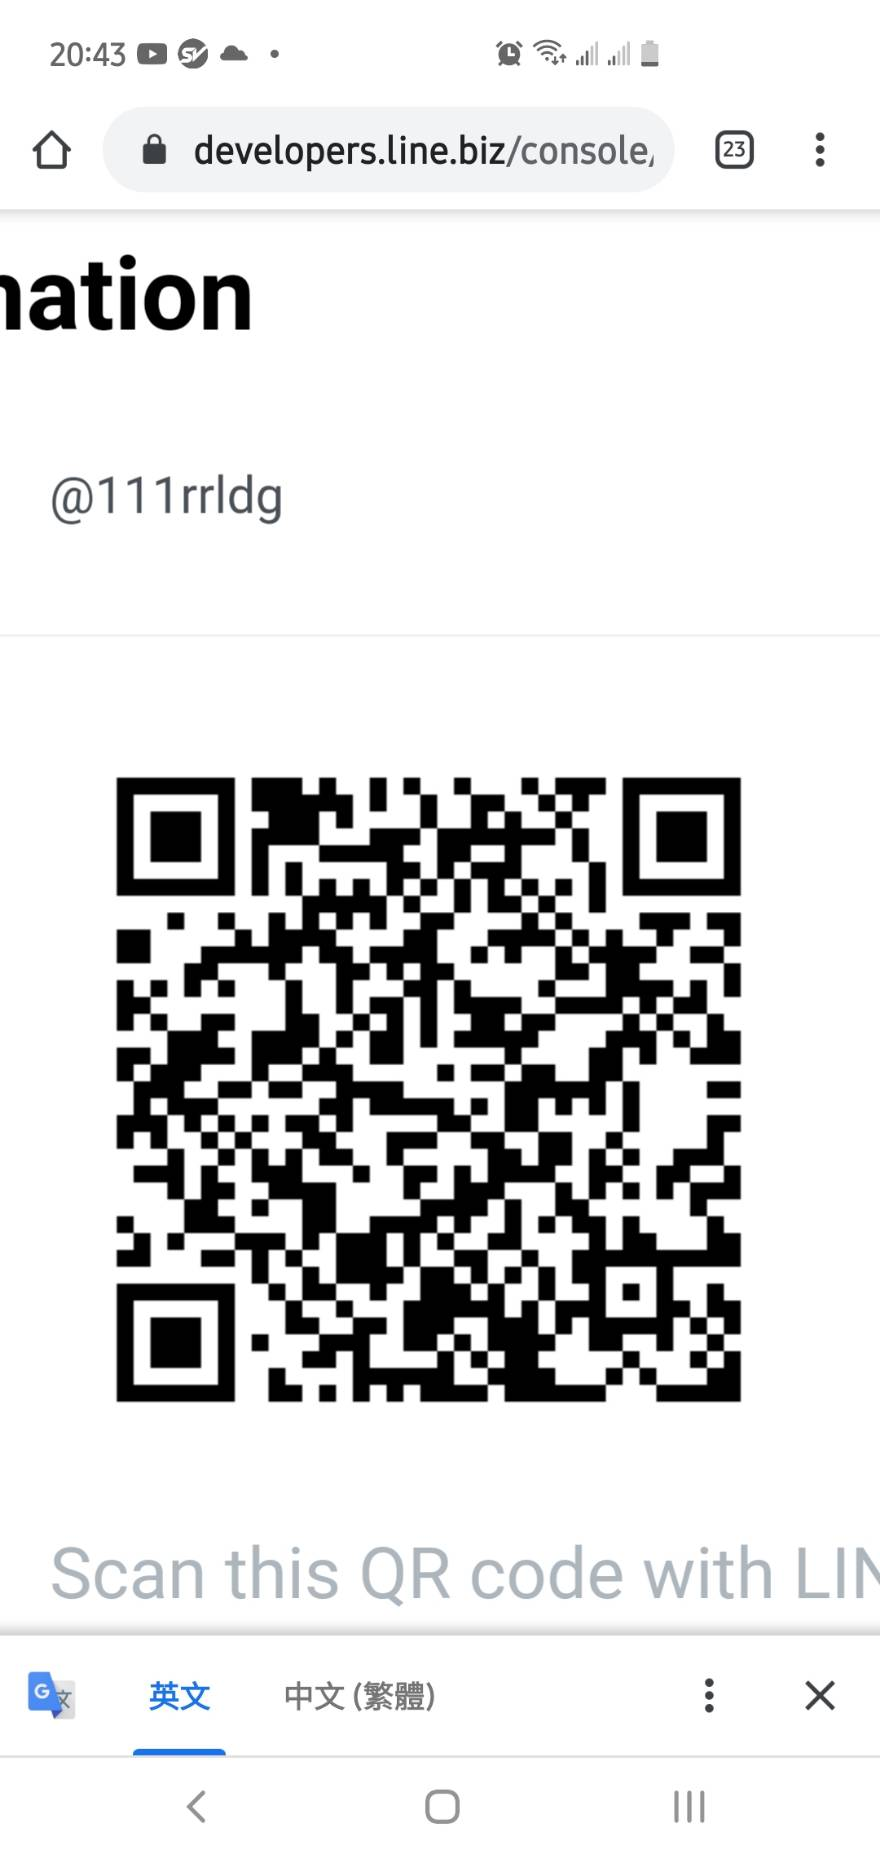 20:43
developers.line.biz/console/
23
nation
@111rrldg
Scan this QR code with LIN
英文 中文 (繁體)